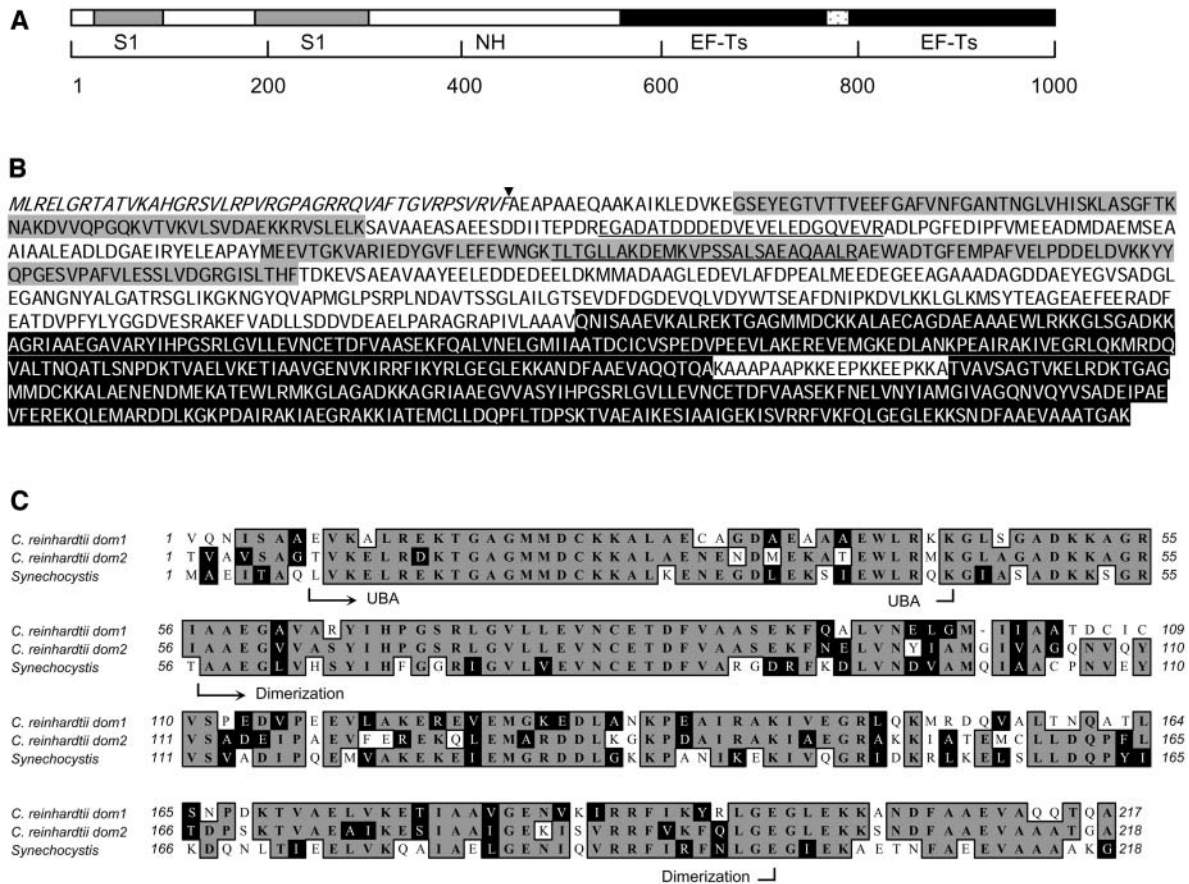 A
S1 S1 NH EF-Ts EF-Ts
1 200 400 600 800 1000
B
MLRELGRTATVKAHGRSVLRPVRGPAGRRQVAFTGVRPSVRVFAEAPAAEQAAKAIKLEDVKEGSEYEGTVTTVEEFGAFVNFGANTNGLVHISKLASGFTK
NAKDVVQPGQKVTVKVLSVDAEKKRVSLELKSAVAAEASAEESDDIITEPDREGADATDDDEDVEVELEDGQVEVRADLPGFEDIPFVMEEADMDAEMSEA
AIAALEADLDGAEIRYELEAPAYMEEVTGKVARIEDYGVFLEFEWNGKTLTGLLAKDEMKVPSSALSAEAQAALRAEWADTGFEMPAFVELPDDELDVKKYY
QPGESVPAFVLESSLVDGRGISLTHFTDKEVSAEAVAAYEELEDDEDEELDKMMADAAGLEDEVLAFDPEALMEEDEGEEAGAAADAGDDAEYEGVSADGL
EGANGNYALGATRSGLIKGKNGYQVAPMGLPSRPLNDAVTSSGLAILGTSEVDFDGDEVQLVDYWTSEAFDNIPKDVLKKLGLKMSYTEAGEAEFEERADF
EATDVPFYLYGGDVESRAKEFVADLLSDDVDEAELPARAGRAPIVLAAAVQNISAAEVKALREKTGAGMMDCKKALAECAGDAEAAAEWLRKKGLSGADKK
AGRIAAEGAVARYIHPGSRLGVLLEVNCETDFVAASEKFQALVNELGMIIAATDCICVSPEDVPEEVLAKEREVEMGKEDLANKPEAIRAKIVEGRLQKMRDQ
VALTNQATLSNPDKTVAELVKETIAAVGENVKIRRFIKYRLGEGLEKKANDFAAEVAQQTQAKAAAPAAPKKEEPKKEEPKKATVAVSAGTVKELRDKTGAG
MMDCKKALAENENDMEKATEWLRMKGLAGADKKAGRIAAEGVVASYIHPGSRLGVLLEVNCETDFVAASEKFNELVNYIAMGIVAGQNVQYVSADEIPAE
VFEREKQLEMARDDLKGKPDAIRAKIAEGRAKKIATEMCLLDQPFLTDPSKTVAEAIKESIAAIGEKISVRRFVKFQLGEGLEKKSNDFAAEVAAATGAK
C
C. reinhardtii dom1 1 VQNISAAEVKALREKTGAGMMDCKKALAECAGDAEAAAEWLRKKGLSGADKKAGR 55
C. reinhardtii dom2 1 TVAVSAGTVKELRDKTGAGMMDCKKALAENENDMEKATEWLRMKGLAGADKKAGR 55
Synechocystis 1 MAEITAQLVKELREKTGAGMMDCKKALKENEGDLEKSIEWLRQKGIASADKKSGR 55
UBA UBA
C. reinhardtii dom1 56 IAAEGAVARYIHPGSRLGVLLEVNCETDFVAASEKFQALVNELGM-IIAATDCIC 109
C. reinhardtii dom2 56 IAAEGVVASYIHPGSRLGVLLEVNCETDFVAASEKFNELVNYIAMGIVAGQNVQY 110
Synechocystis 56 TAAEGLVHSYIHFGGRIGVLVEVNCETDFVARGDRFKDLVNDVAMQIAACPNVEY 110
Dimerization
C. reinhardtii dom1 110 VSPEDVPEEVLAKEREVEMGKEDLANKPEAIRAKIVEGRLQKMRDQVALTNQATL 164
C. reinhardtii dom2 111 VSADEIPAEVFEREKQLEMARDDLKGKPDAIRAKIAEGRAKKIATEMCLLDQPFL 165
Synechocystis 111 VSVADIPQEMVAKEKEIEMGRDDLGKKPANIKEKIVQGRIDKRLKELSLLDQPYI 165
C. reinhardtii dom1 165 SNPDKTVAELVKETIAAVGENVKIRRFIKYRLGEGLEKKANDFAAEVAQQTQA 217
C. reinhardtii dom2 166 TDPSKTVAEAIKESIAAIGEKISVRRFVKFQLGEGLEKKSNDFAAEVAAATGA 218
Synechocystis 166 KDQNLTIEELVKQAIAELGENIQVRRFIRFNLGEGIEKAETNFAEEVAAAAKG 218
Dimerization